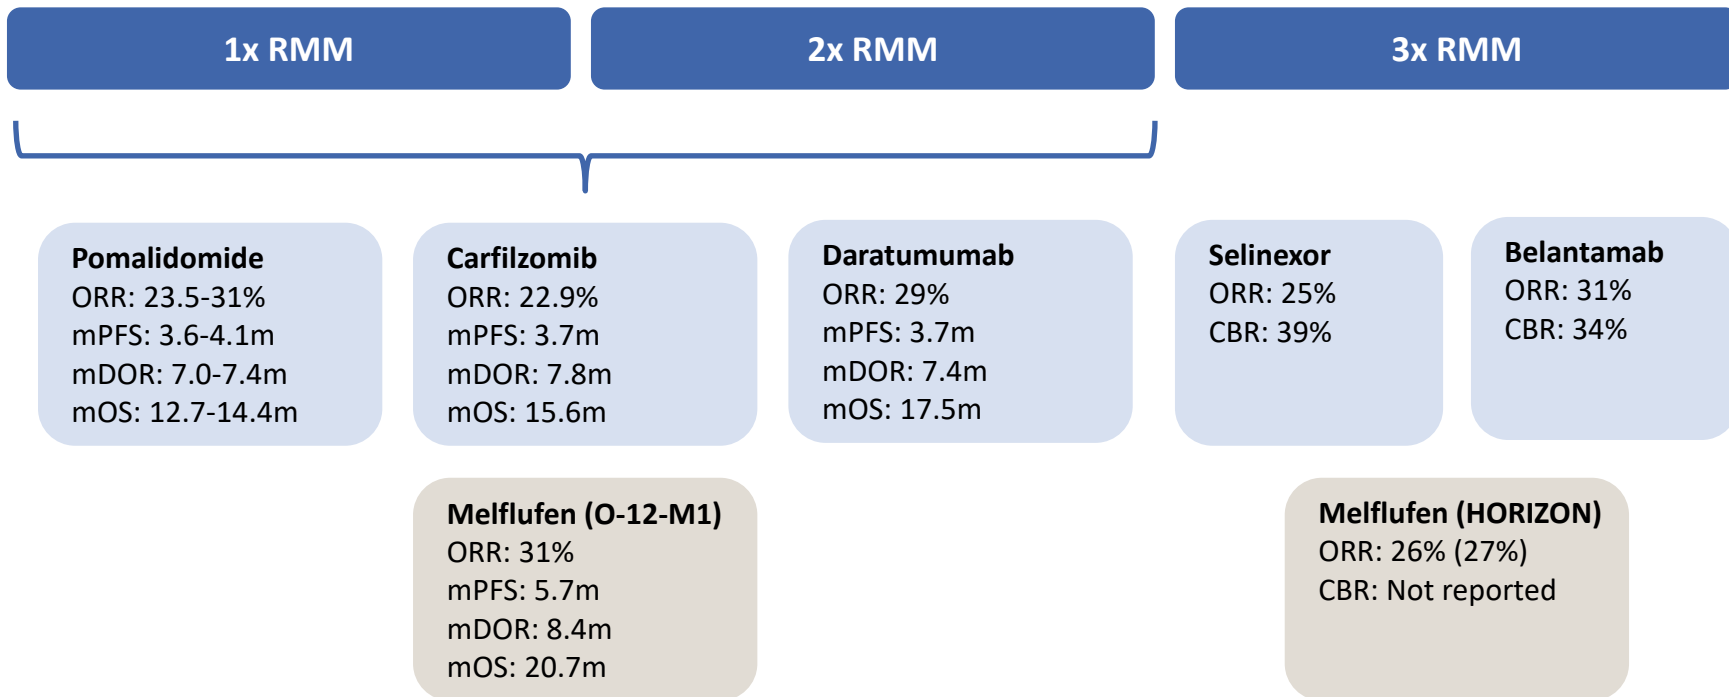 1x RMM
2x RMM
3x RMM
Pomalidomide
ORR: 23.5-31%
mPFS: 3.6-4.1m
mDOR: 7.0-7.4m
mOS: 12.7-14.4m
Carfilzomib
ORR: 22.9%
mPFS: 3.7m
mDOR: 7.8m
mOS: 15.6m
Daratumumab
ORR: 29%
mPFS: 3.7m
mDOR: 7.4m
mOS: 17.5m
Selinexor
ORR: 25%
CBR: 39%
Belantamab
ORR: 31%
CBR: 34%
Melflufen (O-12-M1)
ORR: 31%
mPFS: 5.7m
mDOR: 8.4m
mOS: 20.7m
Melflufen (HORIZON)
ORR: 26% (27%)
CBR: Not reported